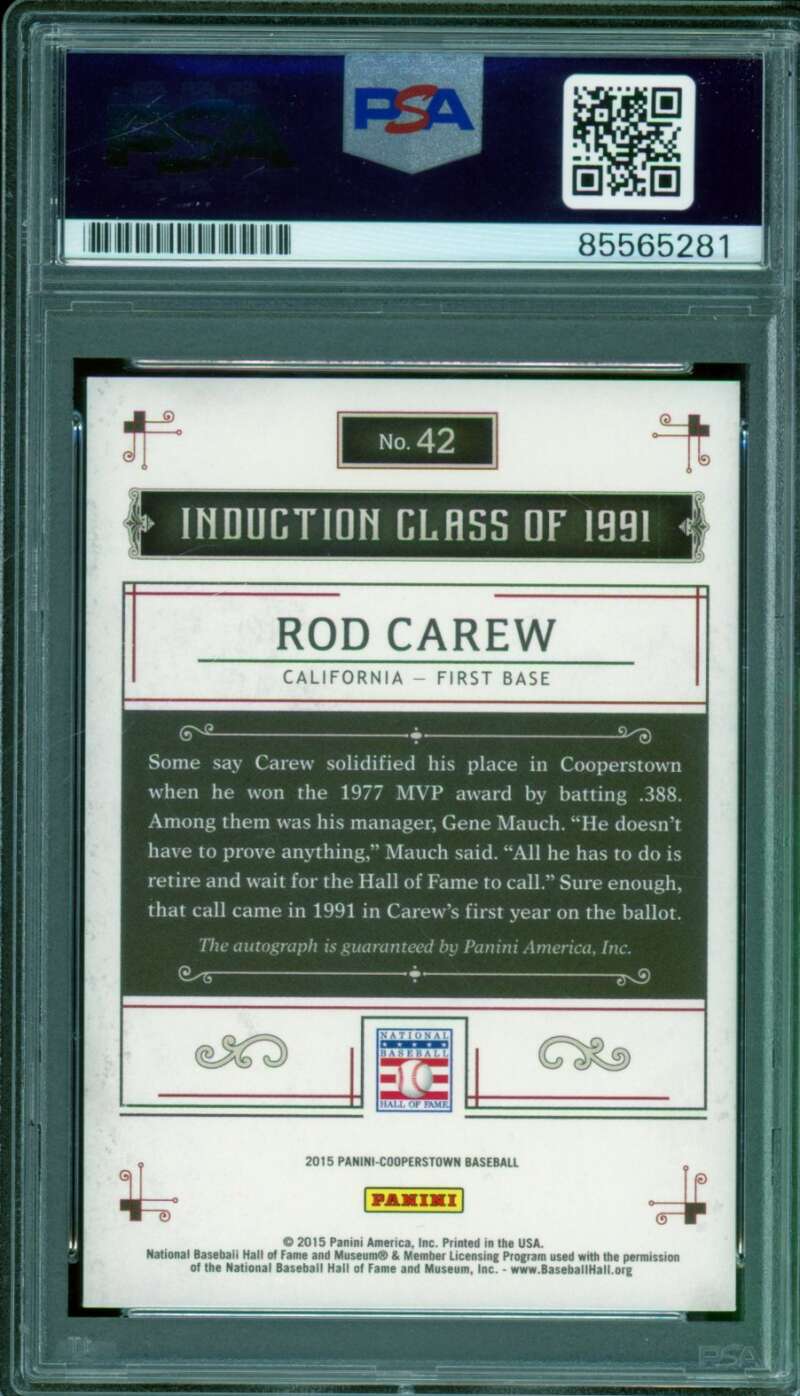 PSA
PSA
85565281
No. 42
INDUCTION CLASS OF 1991
ROD CAREW
CALIFORNIA – FIRST BASE
Some say Carew solidified his place in Cooperstown
when he won the 1977 MVP award by batting .388.
Among them was his manager, Gene Mauch. “He doesn’t
have to prove anything,” Mauch said. “All he has to do is
retire and wait for the Hall of Fame to call.” Sure enough,
that call came in 1991 in Carew’s first year on the ballot.
The autograph is guaranteed by Panini America, Inc.
NATIONAL
BASEBALL
HALL OF FAME
2015 PANINI-COOPERSTOWN BASEBALL
PANINI
© 2015 Panini America, Inc. Printed in the USA.
National Baseball Hall of Fame and Museum® & Member Licensing Program used with the permission
of the National Baseball Hall of Fame and Museum, Inc. - www.BaseballHall.org
PSA